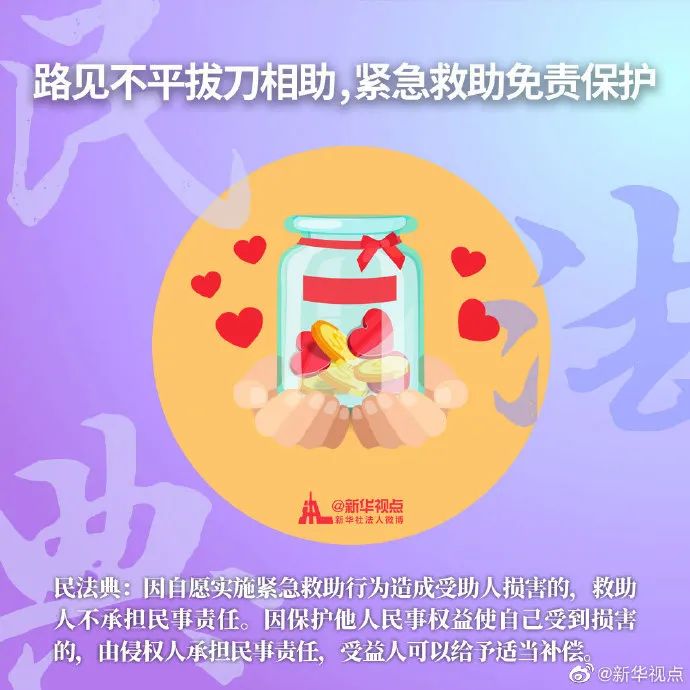 路见不平拔刀相助，紧急救助免责保护
民
法
典
@新华视点
新华社法人微博
民法典：因自愿实施紧急救助行为造成受助人损害的，救助
人不承担民事责任。因保护他人民事权益使自己受到损害
的，由侵权人承担民事责任，受益人可以给予适当补偿。
@新华视点